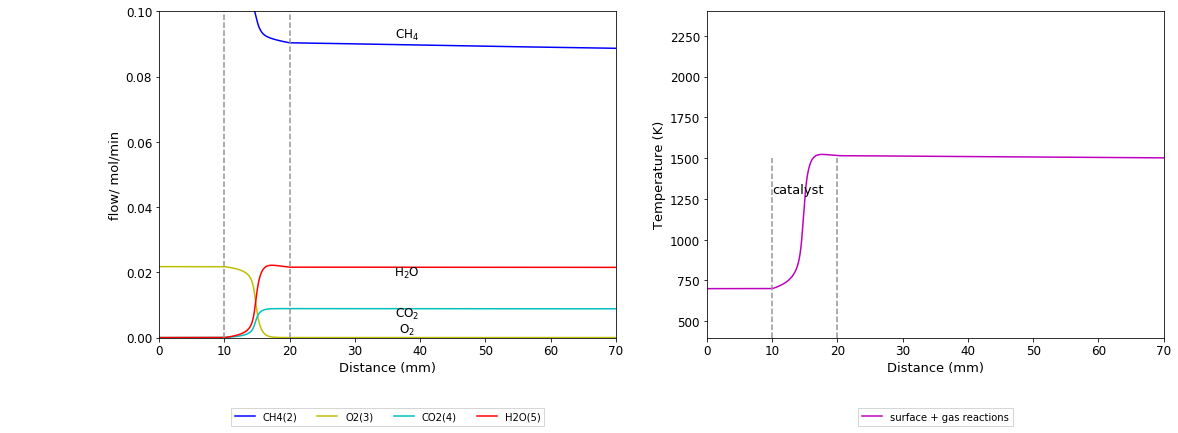 0.10
0.08
0.06
0.04
0.02
0.00
flow/ mol/min
CH₄
H₂O
CO₂
O₂
0 10 20 30 40 50 60 70
Distance (mm)
CH4(2) O2(3) CO2(4) H2O(5)
2250
2000
1750
1500
1250
1000
750
500
Temperature (K)
catalyst
0 10 20 30 40 50 60 70
Distance (mm)
surface + gas reactions